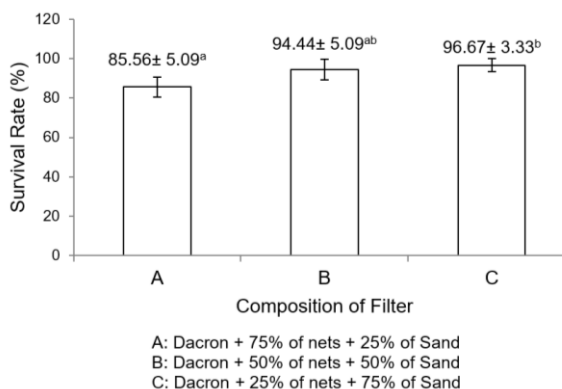 120
94.44± 5.09ᵃᵇ
96.67± 3.33ᵇ
85.56± 5.09ᵃ
100
80
60
40
20
0
Survival Rate (%)
A B C
Composition of Filter
A: Dacron + 75% of nets + 25% of Sand
B: Dacron + 50% of nets + 50% of Sand
C: Dacron + 25% of nets + 75% of Sand